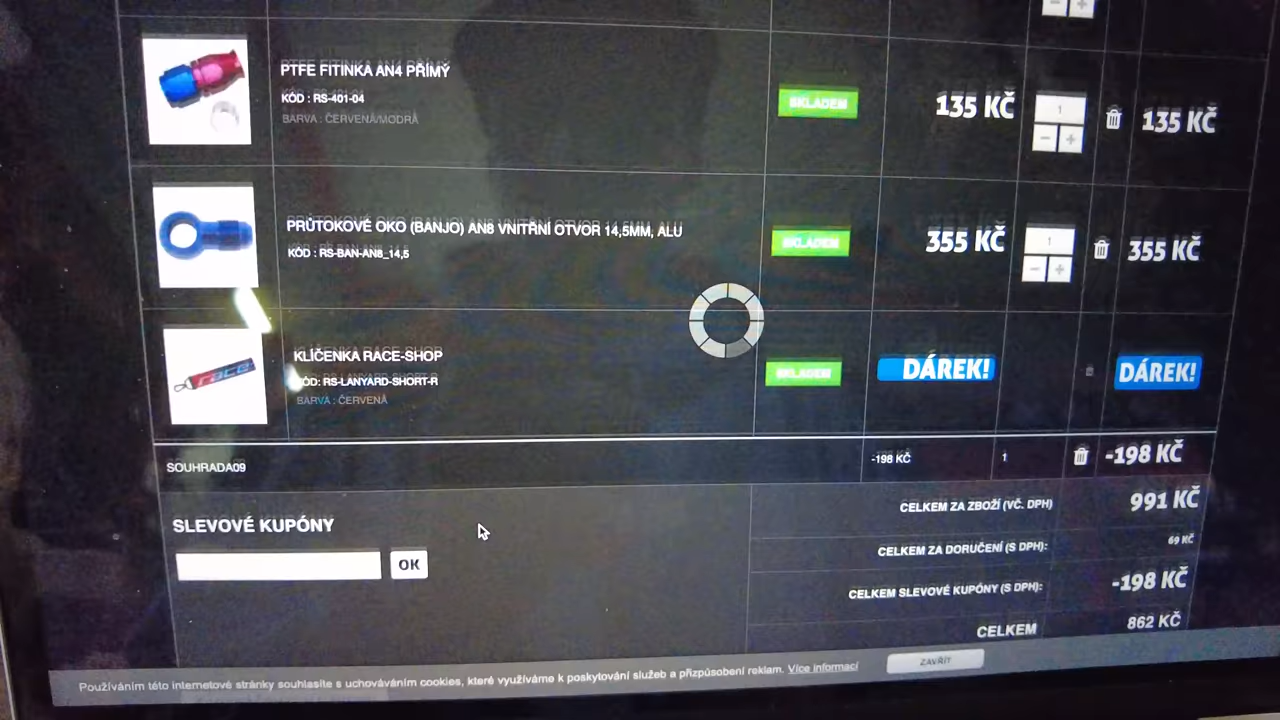 PTFE FITINKA AN4 PŘÍMÝ
KÓD : RS-401-04
BARVA : ČERVENÁ/MODRÁ
SKLADEM
135 KČ
1
135 KČ
PRŮTOKOVÉ OKO (BANJO) AN8 VNITŘNÍ OTVOR 14,5MM, ALU
KÓD : RS-BAN-AN8_14,5
SKLADEM
355 KČ
1
355 KČ
race
KLÍČENKA RACE-SHOP
KÓD: RS-LANYARD-SHORT-R
BARVA : ČERVENÁ
SKLADEM
DÁREK!
DÁREK!
SOUHRADA09
-198 KČ
1
-198 KČ
SLEVOVÉ KUPÓNY
OK
CELKEM ZA ZBOŽÍ (VČ. DPH)
991 KČ
CELKEM ZA DORUČENÍ (S DPH):
69 KČ
CELKEM SLEVOVÉ KUPÓNY (S DPH):
-198 KČ
CELKEM
862 KČ
Používáním této internetové stránky souhlasíte s uchováváním cookies, které využíváme k poskytování služeb a přizpůsobení reklam. Více informací
ZAVŘÍT